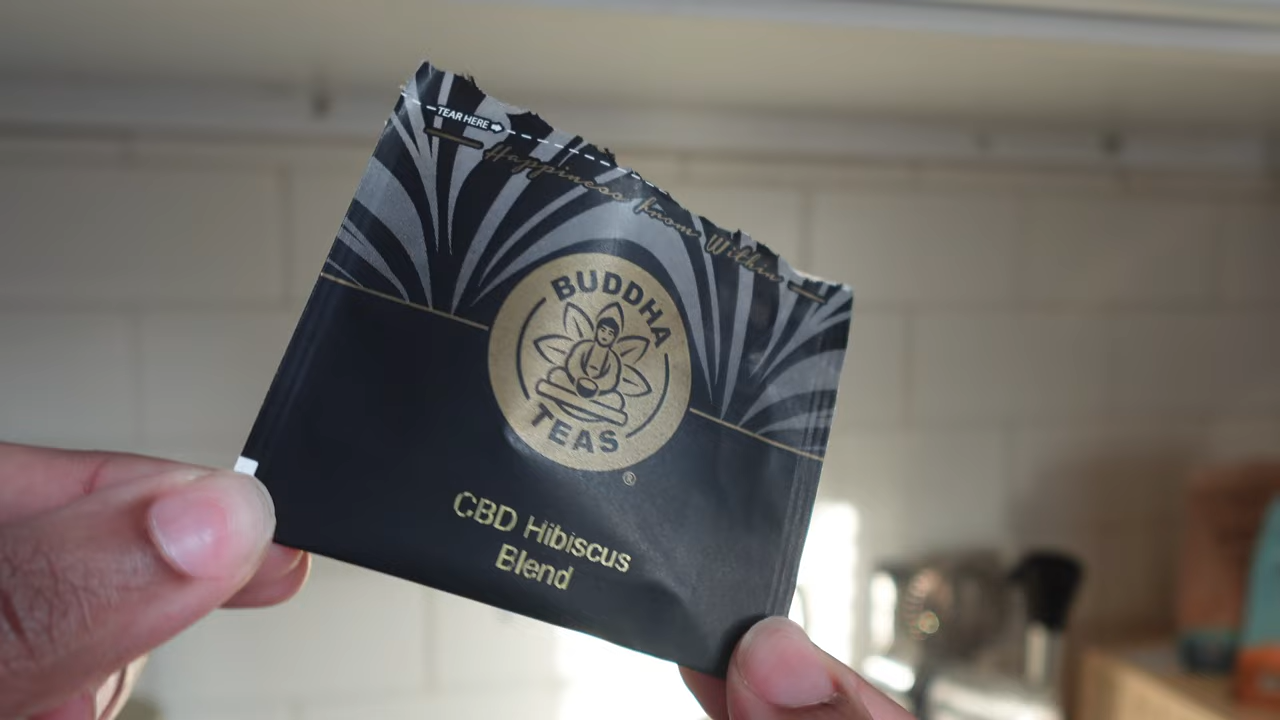 TEAR HERE
Happiness from Within
BUDDHA
TEAS
®
CBD Hibiscus
Blend